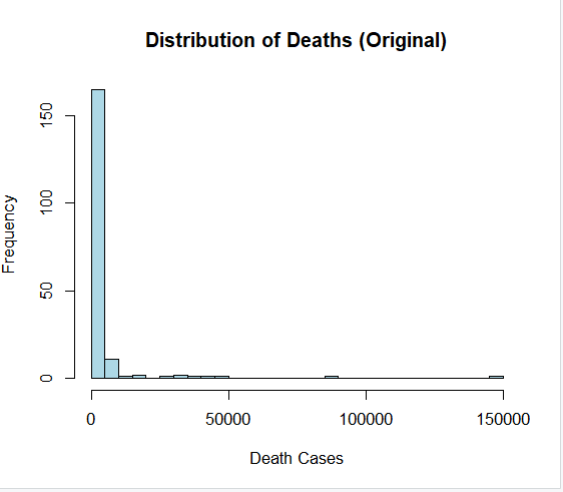 Distribution of Deaths (Original)
150
100
50
0
Frequency
0 50000 100000 150000
Death Cases